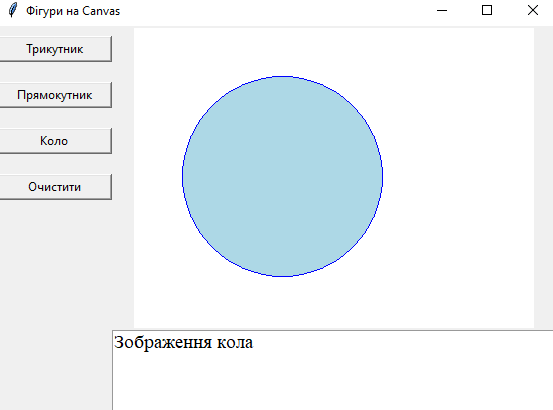 Фігури на Canvas
Трикутник
Прямокутник
Коло
Очистити
Зображення кола